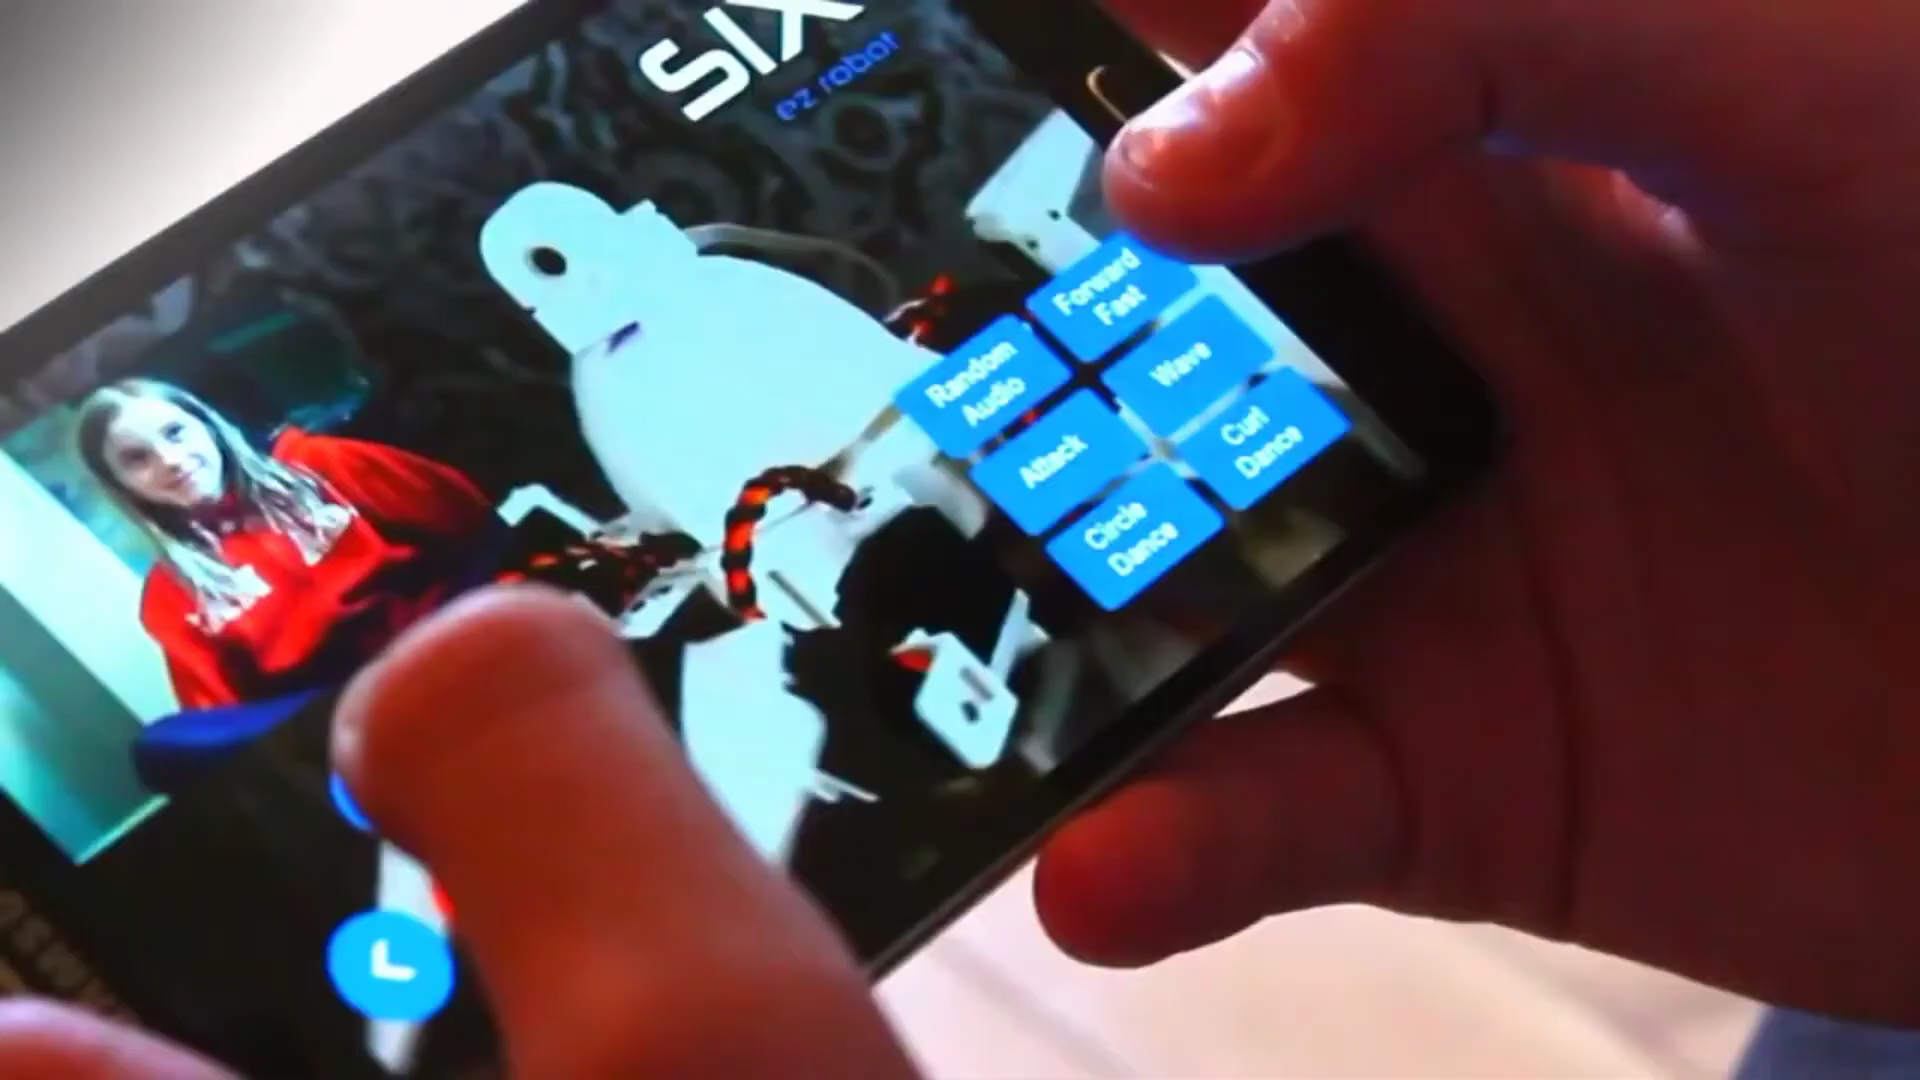 SIX
ez robot
Forward
Fast
Random
Audio
Wave
Attack
Curl
Dance
Circle
Dance